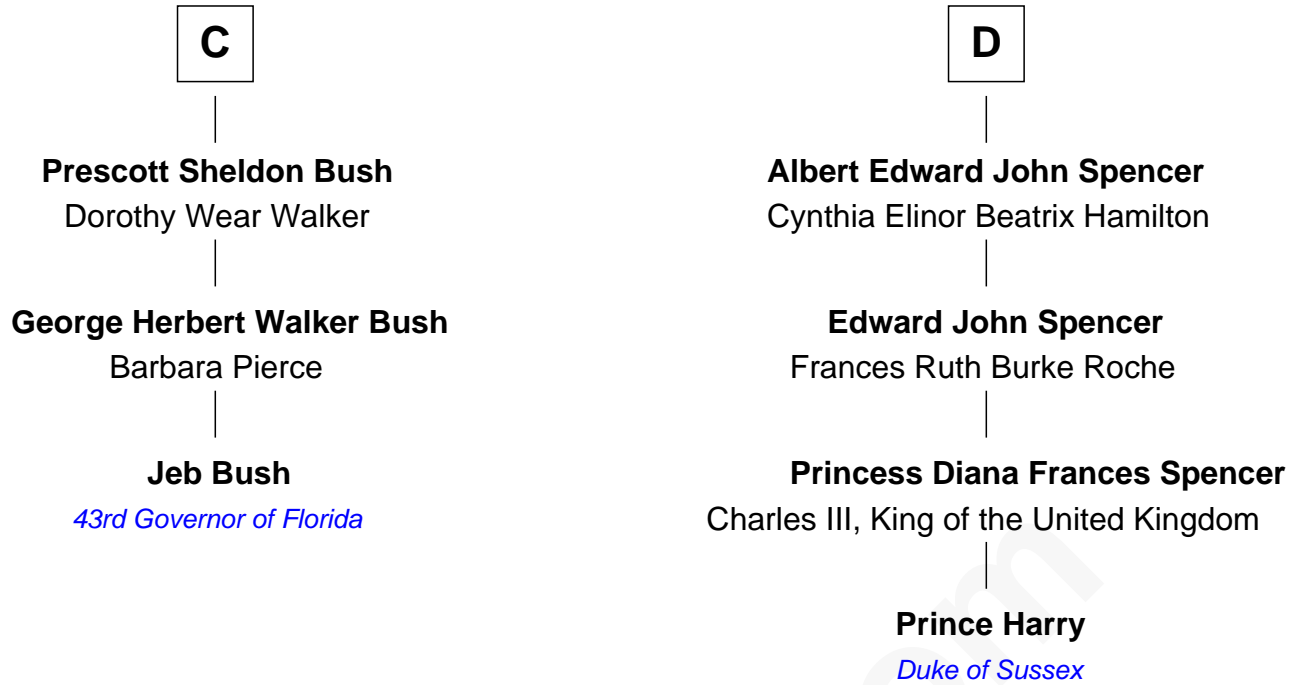 C
Prescott Sheldon Bush
Dorothy Wear Walker
George Herbert Walker Bush
Barbara Pierce
Jeb Bush
43rd Governor of Florida
D
Albert Edward John Spencer
Cynthia Elinor Beatrix Hamilton
Edward John Spencer
Frances Ruth Burke Roche
Princess Diana Frances Spencer
Charles III, King of the United Kingdom
Prince Harry
Duke of Sussex
om